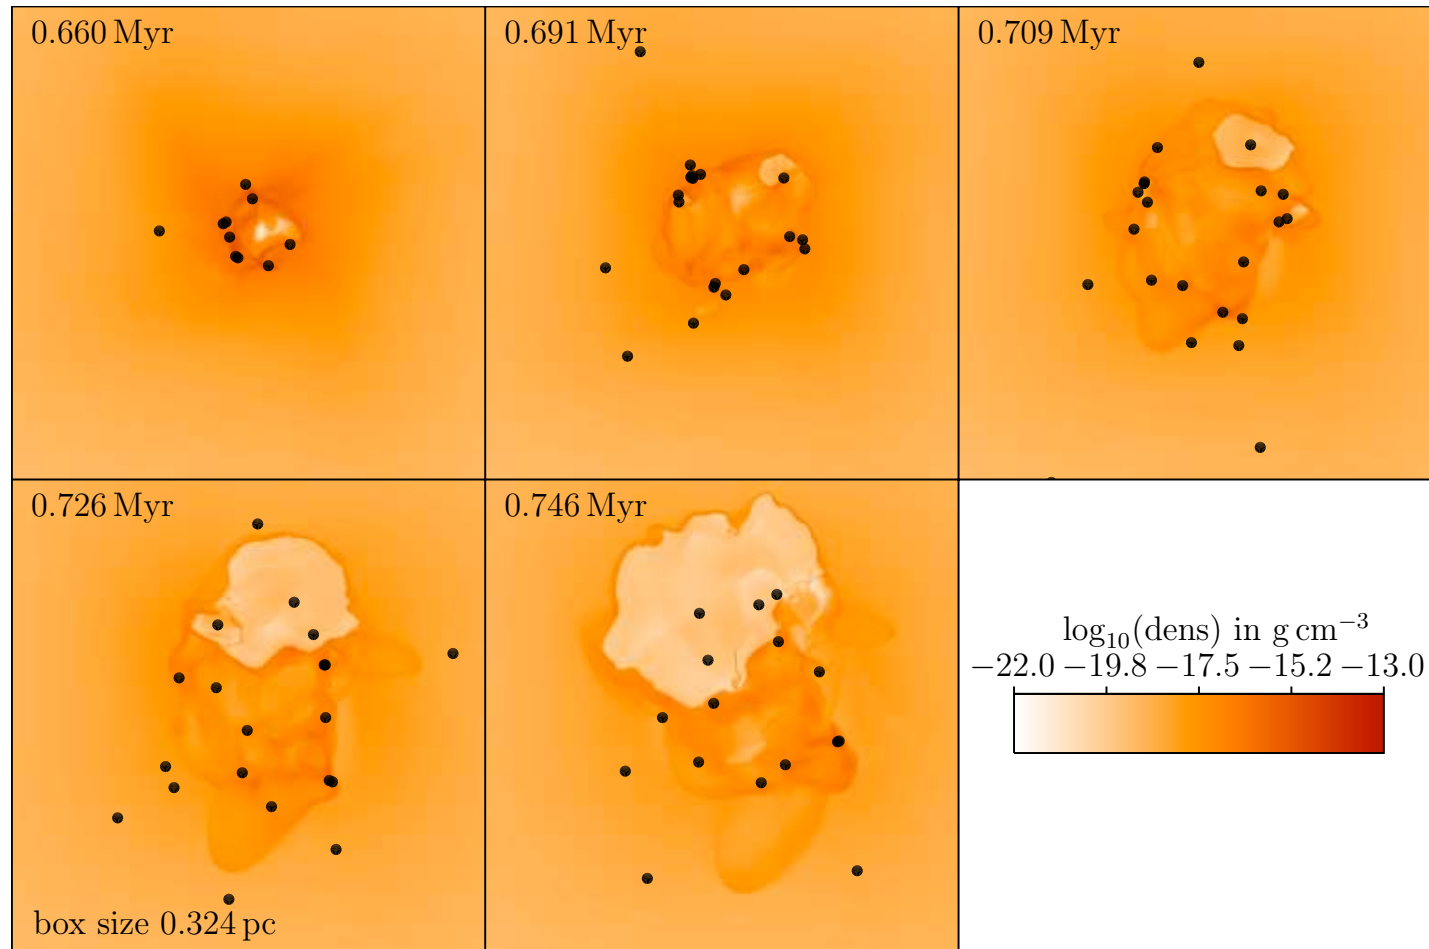 0.660 Myr
0.691 Myr
0.709 Myr
0.726 Myr
0.746 Myr
log₁₀(dens) in g cm⁻³
−22.0 −19.8 −17.5 −15.2 −13.0
box size 0.324 pc